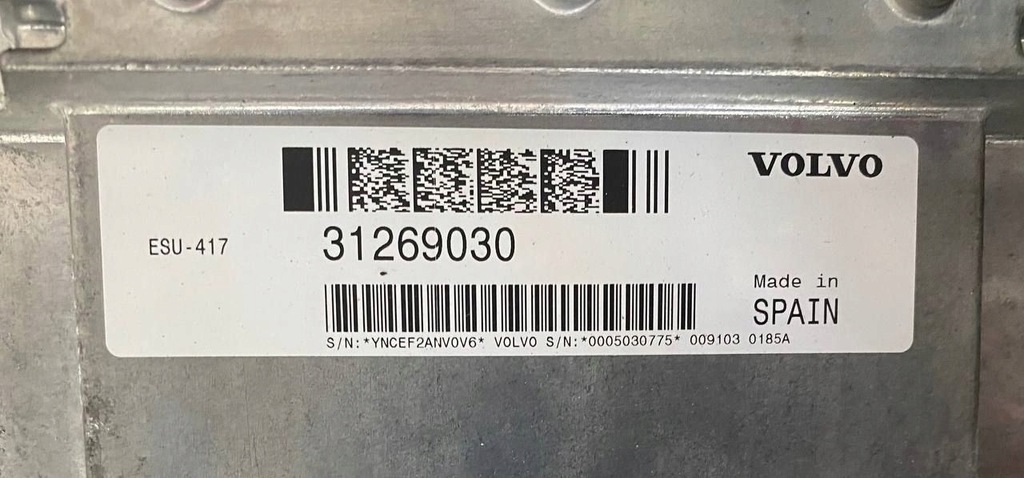 VOLVO
ESU-417
31269030
Made in
SPAIN
S/N:*YNCEF2ANV0V6* VOLVO S/N:*0005030775* 009103 0185A